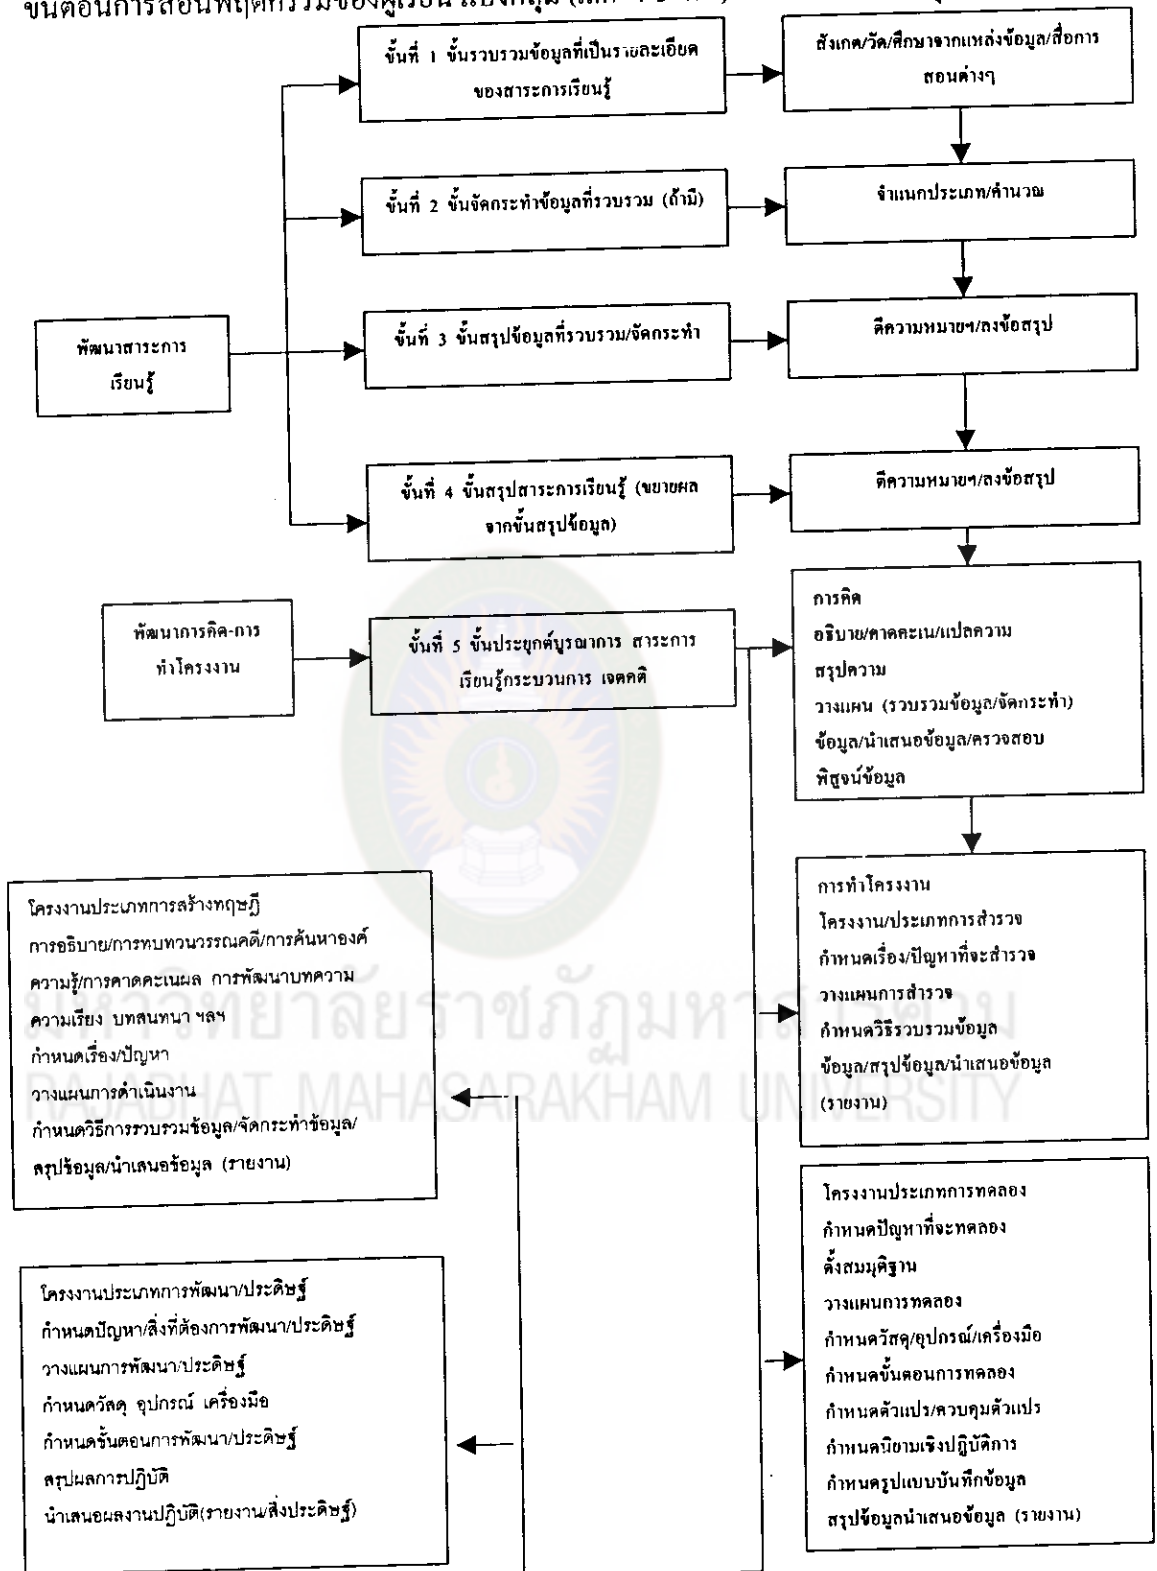 ขั้นตอนการสอนพฤติกรรมของผู้เรียน แบ่งกลุ่ม
ขั้นที่ 1 ขั้นรวบรวมข้อมูลที่เป็นรายละเอียด
ของสาระการเรียนรู้
สังเกต/วัด/ศึกษาจากแหล่งข้อมูล/สื่อการ
สอนต่างๆ
ขั้นที่ 2 ขั้นจัดกระทำข้อมูลที่รวบรวม (ถ้ามี)
จำแนกประเภท/คำนวณ
พัฒนาสาระการ
เรียนรู้
ขั้นที่ 3 ขั้นสรุปข้อมูลที่รวบรวม/จัดกระทำ
ตีความหมายฯ/ลงข้อสรุป
ขั้นที่ 4 ขั้นสรุปสาระการเรียนรู้ (ขยายผล
จากขั้นสรุปข้อมูล)
ตีความหมายฯ/ลงข้อสรุป
พัฒนาการคิด-การ
ทำโครงงาน
ขั้นที่ 5 ขั้นประยุกต์บูรณาการ สาระการ
เรียนรู้กระบวนการ เจตคติ
การคิด
อธิบาย/คาดคะเน/แปลความ
สรุปความ
วางแผน (รวบรวมข้อมูล/จัดกระทำ)
ข้อมูล/นำเสนอข้อมูล/ตรวจสอบ
พิสูจน์ข้อมูล
การทำโครงงาน
โครงงาน/ประเภทการสำรวจ
กำหนดเรื่อง/ปัญหาที่จะสำรวจ
วางแผนการสำรวจ
กำหนดวิธีรวบรวมข้อมูล
ข้อมูล/สรุปข้อมูล/นำเสนอข้อมูล
(รายงาน)
โครงงานประเภทการสร้างทฤษฎี
การอธิบาย/การทบทวนวรรณคดี/การค้นหาองค์
ความรู้/การคาดคะเนผล การพัฒนาบทความ
ความเรียง บทสนทนา ฯลฯ
กำหนดเรื่อง/ปัญหา
วางแผนการดำเนินงาน
กำหนดวิธีการรวบรวมข้อมูล/จัดกระทำข้อมูล/
สรุปข้อมูล/นำเสนอข้อมูล (รายงาน)
มหาวิทยาลัยราชภัฏมหาสารคาม
RAJABHAT MAHASARAKHAM UNIVERSITY
โครงงานประเภทการทดลอง
กำหนดปัญหาที่จะทดลอง
ตั้งสมมุติฐาน
วางแผนการทดลอง
กำหนดวัสดุ/อุปกรณ์/เครื่องมือ
กำหนดขั้นตอนการทดลอง
กำหนดตัวแปร/ควบคุมตัวแปร
กำหนดนิยามเชิงปฏิบัติการ
กำหนดรูปแบบบันทึกข้อมูล
สรุปข้อมูลนำเสนอข้อมูล (รายงาน)
โครงงานประเภทการพัฒนา/ประดิษฐ์
กำหนดปัญหา/สิ่งที่ต้องการพัฒนา/ประดิษฐ์
วางแผนการพัฒนา/ประดิษฐ์
กำหนดวัสดุ อุปกรณ์ เครื่องมือ
กำหนดขั้นตอนการพัฒนา/ประดิษฐ์
สรุปผลการปฏิบัติ
นำเสนอผลงานปฏิบัติ(รายงาน/สิ่งประดิษฐ์)